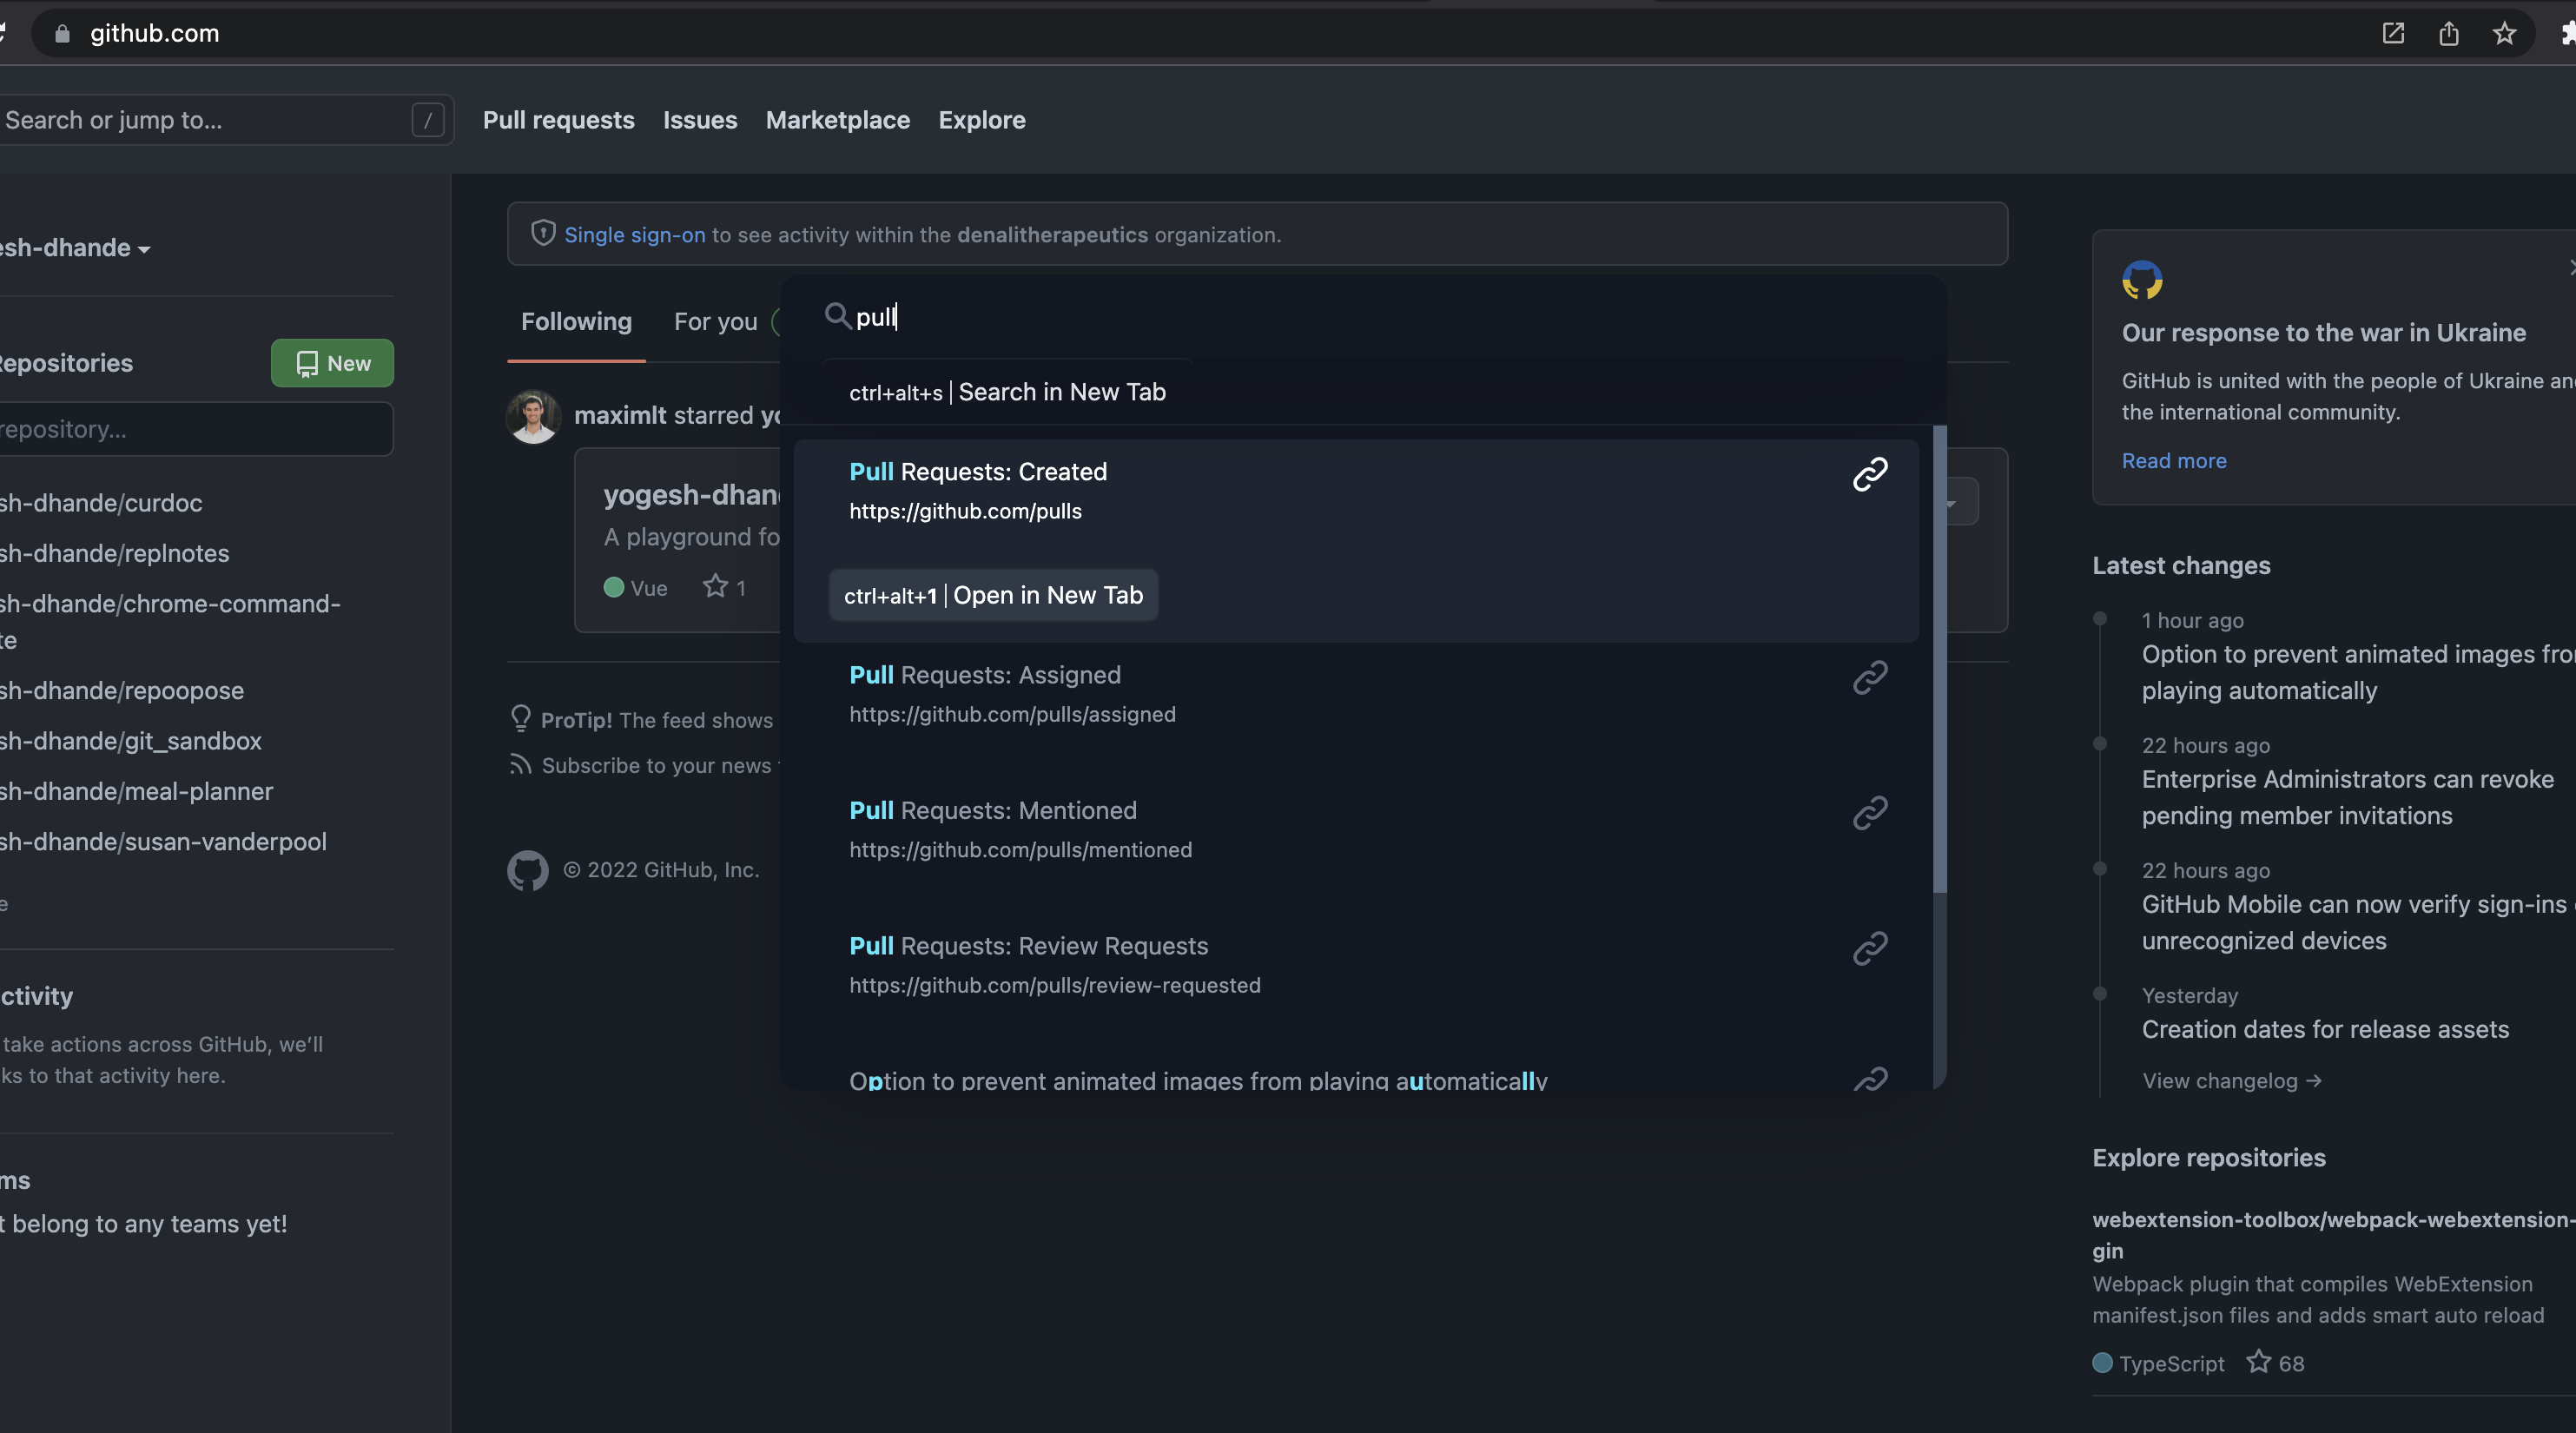 github.com
Search or jump to...
/
Pull requests
Issues
Marketplace
Explore
esh-dhande
Repositories
New
repository...
sh-dhande/curdoc
sh-dhande/replnotes
sh-dhande/chrome-command-
te
sh-dhande/repoopose
sh-dhande/git_sandbox
sh-dhande/meal-planner
sh-dhande/susan-vanderpool
e
ctivity
take actions across GitHub, we’ll
ks to that activity here.
ms
t belong to any teams yet!
Single sign-on to see activity within the denalitherapeutics organization.
Following
For you
maximlt starred yo
yogesh-dhand
A playground fo
Vue
1
ProTip! The feed shows
Subscribe to your news
© 2022 GitHub, Inc.
pull
ctrl+alt+s | Search in New Tab
Pull Requests: Created
https://github.com/pulls
ctrl+alt+1 | Open in New Tab
Pull Requests: Assigned
https://github.com/pulls/assigned
Pull Requests: Mentioned
https://github.com/pulls/mentioned
Pull Requests: Review Requests
https://github.com/pulls/review-requested
Option to prevent animated images from playing automatically
Our response to the war in Ukraine
GitHub is united with the people of Ukraine and
the international community.
Read more
Latest changes
1 hour ago
Option to prevent animated images from
playing automatically
22 hours ago
Enterprise Administrators can revoke
pending member invitations
22 hours ago
GitHub Mobile can now verify sign-ins
unrecognized devices
Yesterday
Creation dates for release assets
View changelog →
Explore repositories
webextension-toolbox/webpack-webextension-
gin
Webpack plugin that compiles WebExtension
manifest.json files and adds smart auto reload
TypeScript
68